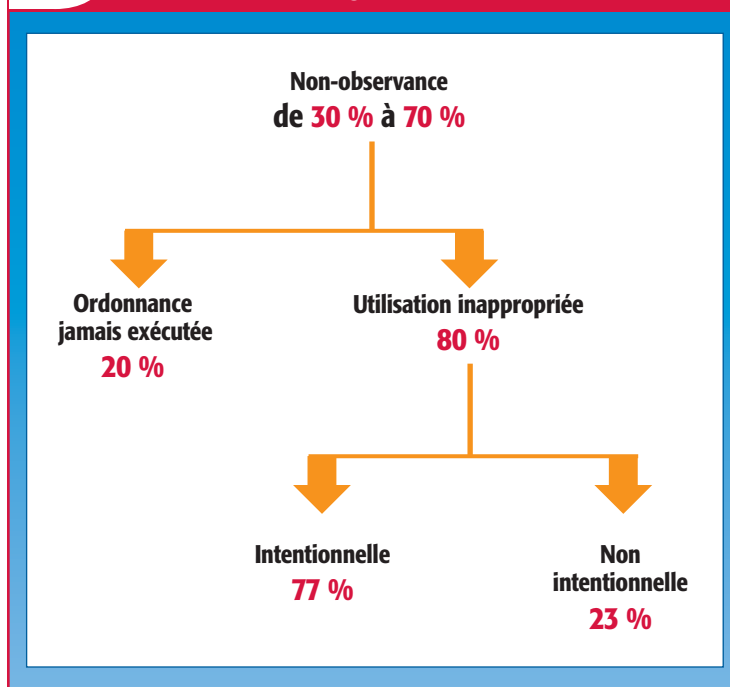 Non-observance
de 30 % à 70 %
Ordonnance
jamais exécutée
20 %
Utilisation inappropriée
80 %
Intentionnelle
77 %
Non
intentionnelle
23 %